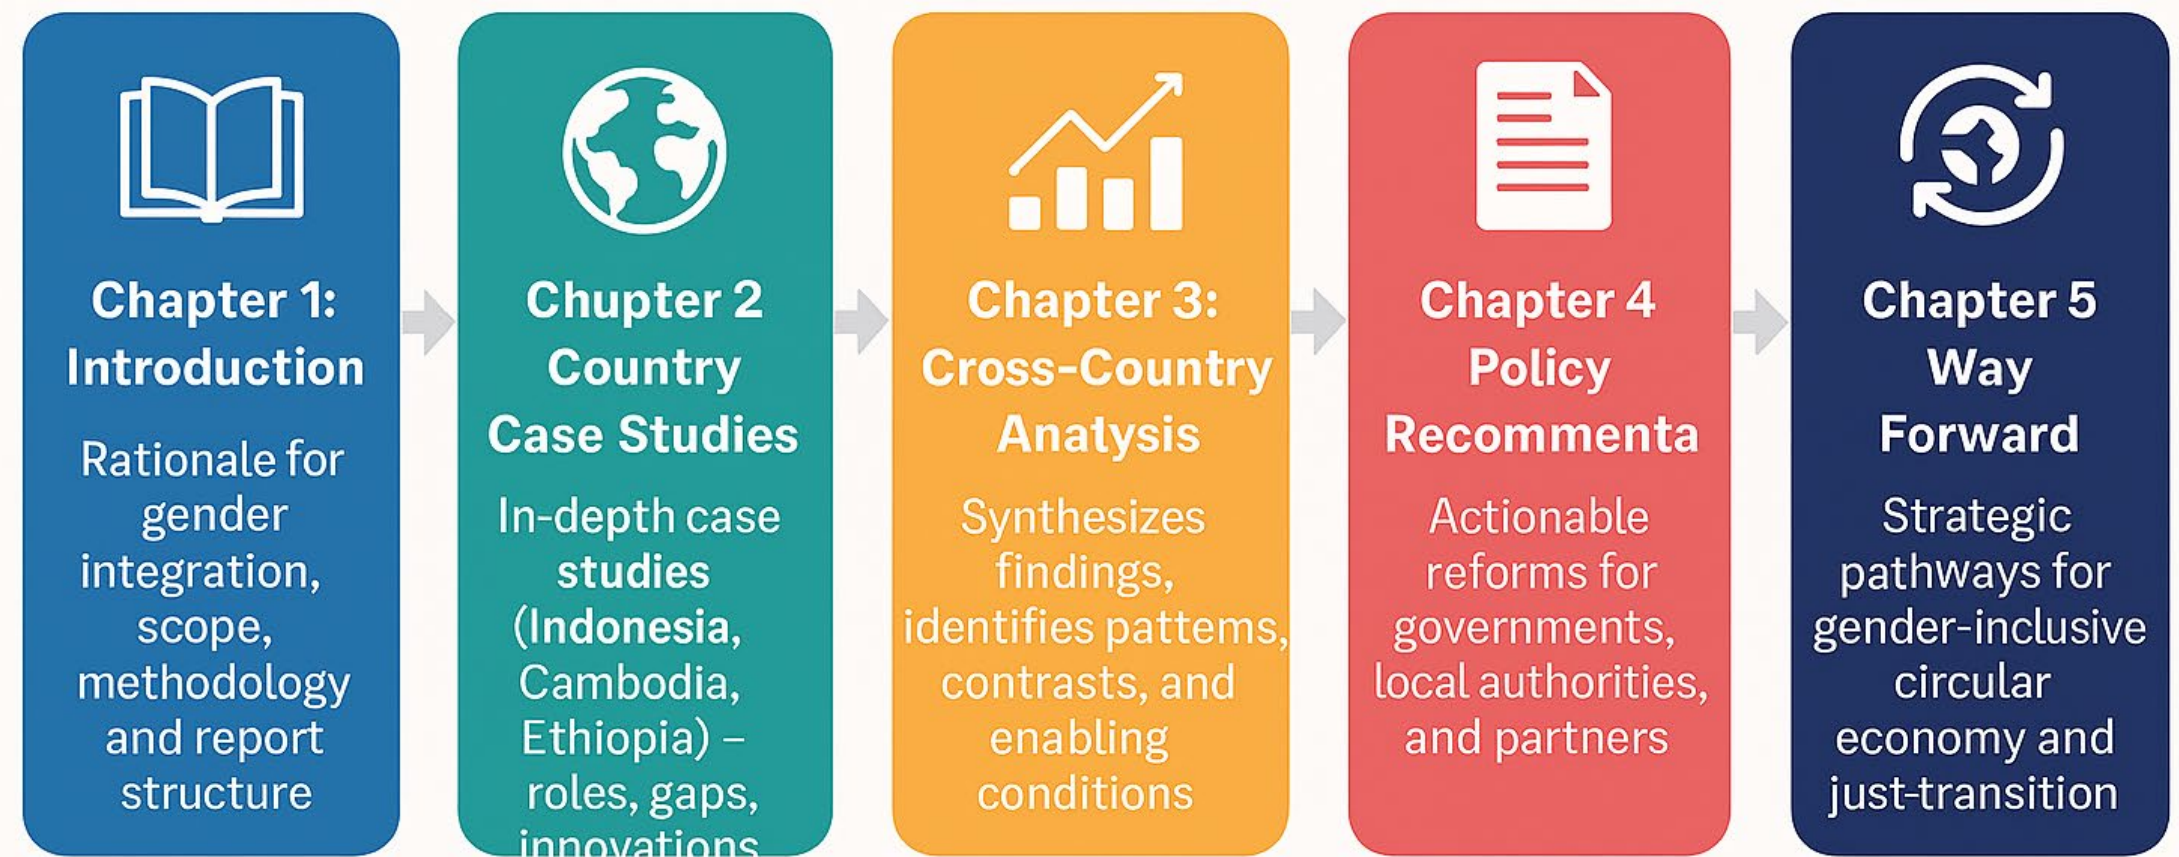 Chapter 1:
Introduction
Rationale for
gender
integration,
scope,
methodology
and report
structure
Chupter 2
Country
Case Studies
In-depth case
studies
(Indonesia,
Cambodia,
Ethiopia) –
roles, gaps,
innovations
Chapter 3:
Cross-Country
Analysis
Synthesizes
findings,
identifies pattems,
contrasts, and
enabling
conditions
Chapter 4
Policy
Recommenta
Actionable
reforms for
governments,
local authorities,
and partners
Chapter 5
Way
Forward
Strategic
pathways for
gender-inclusive
circular
economy and
just-transition